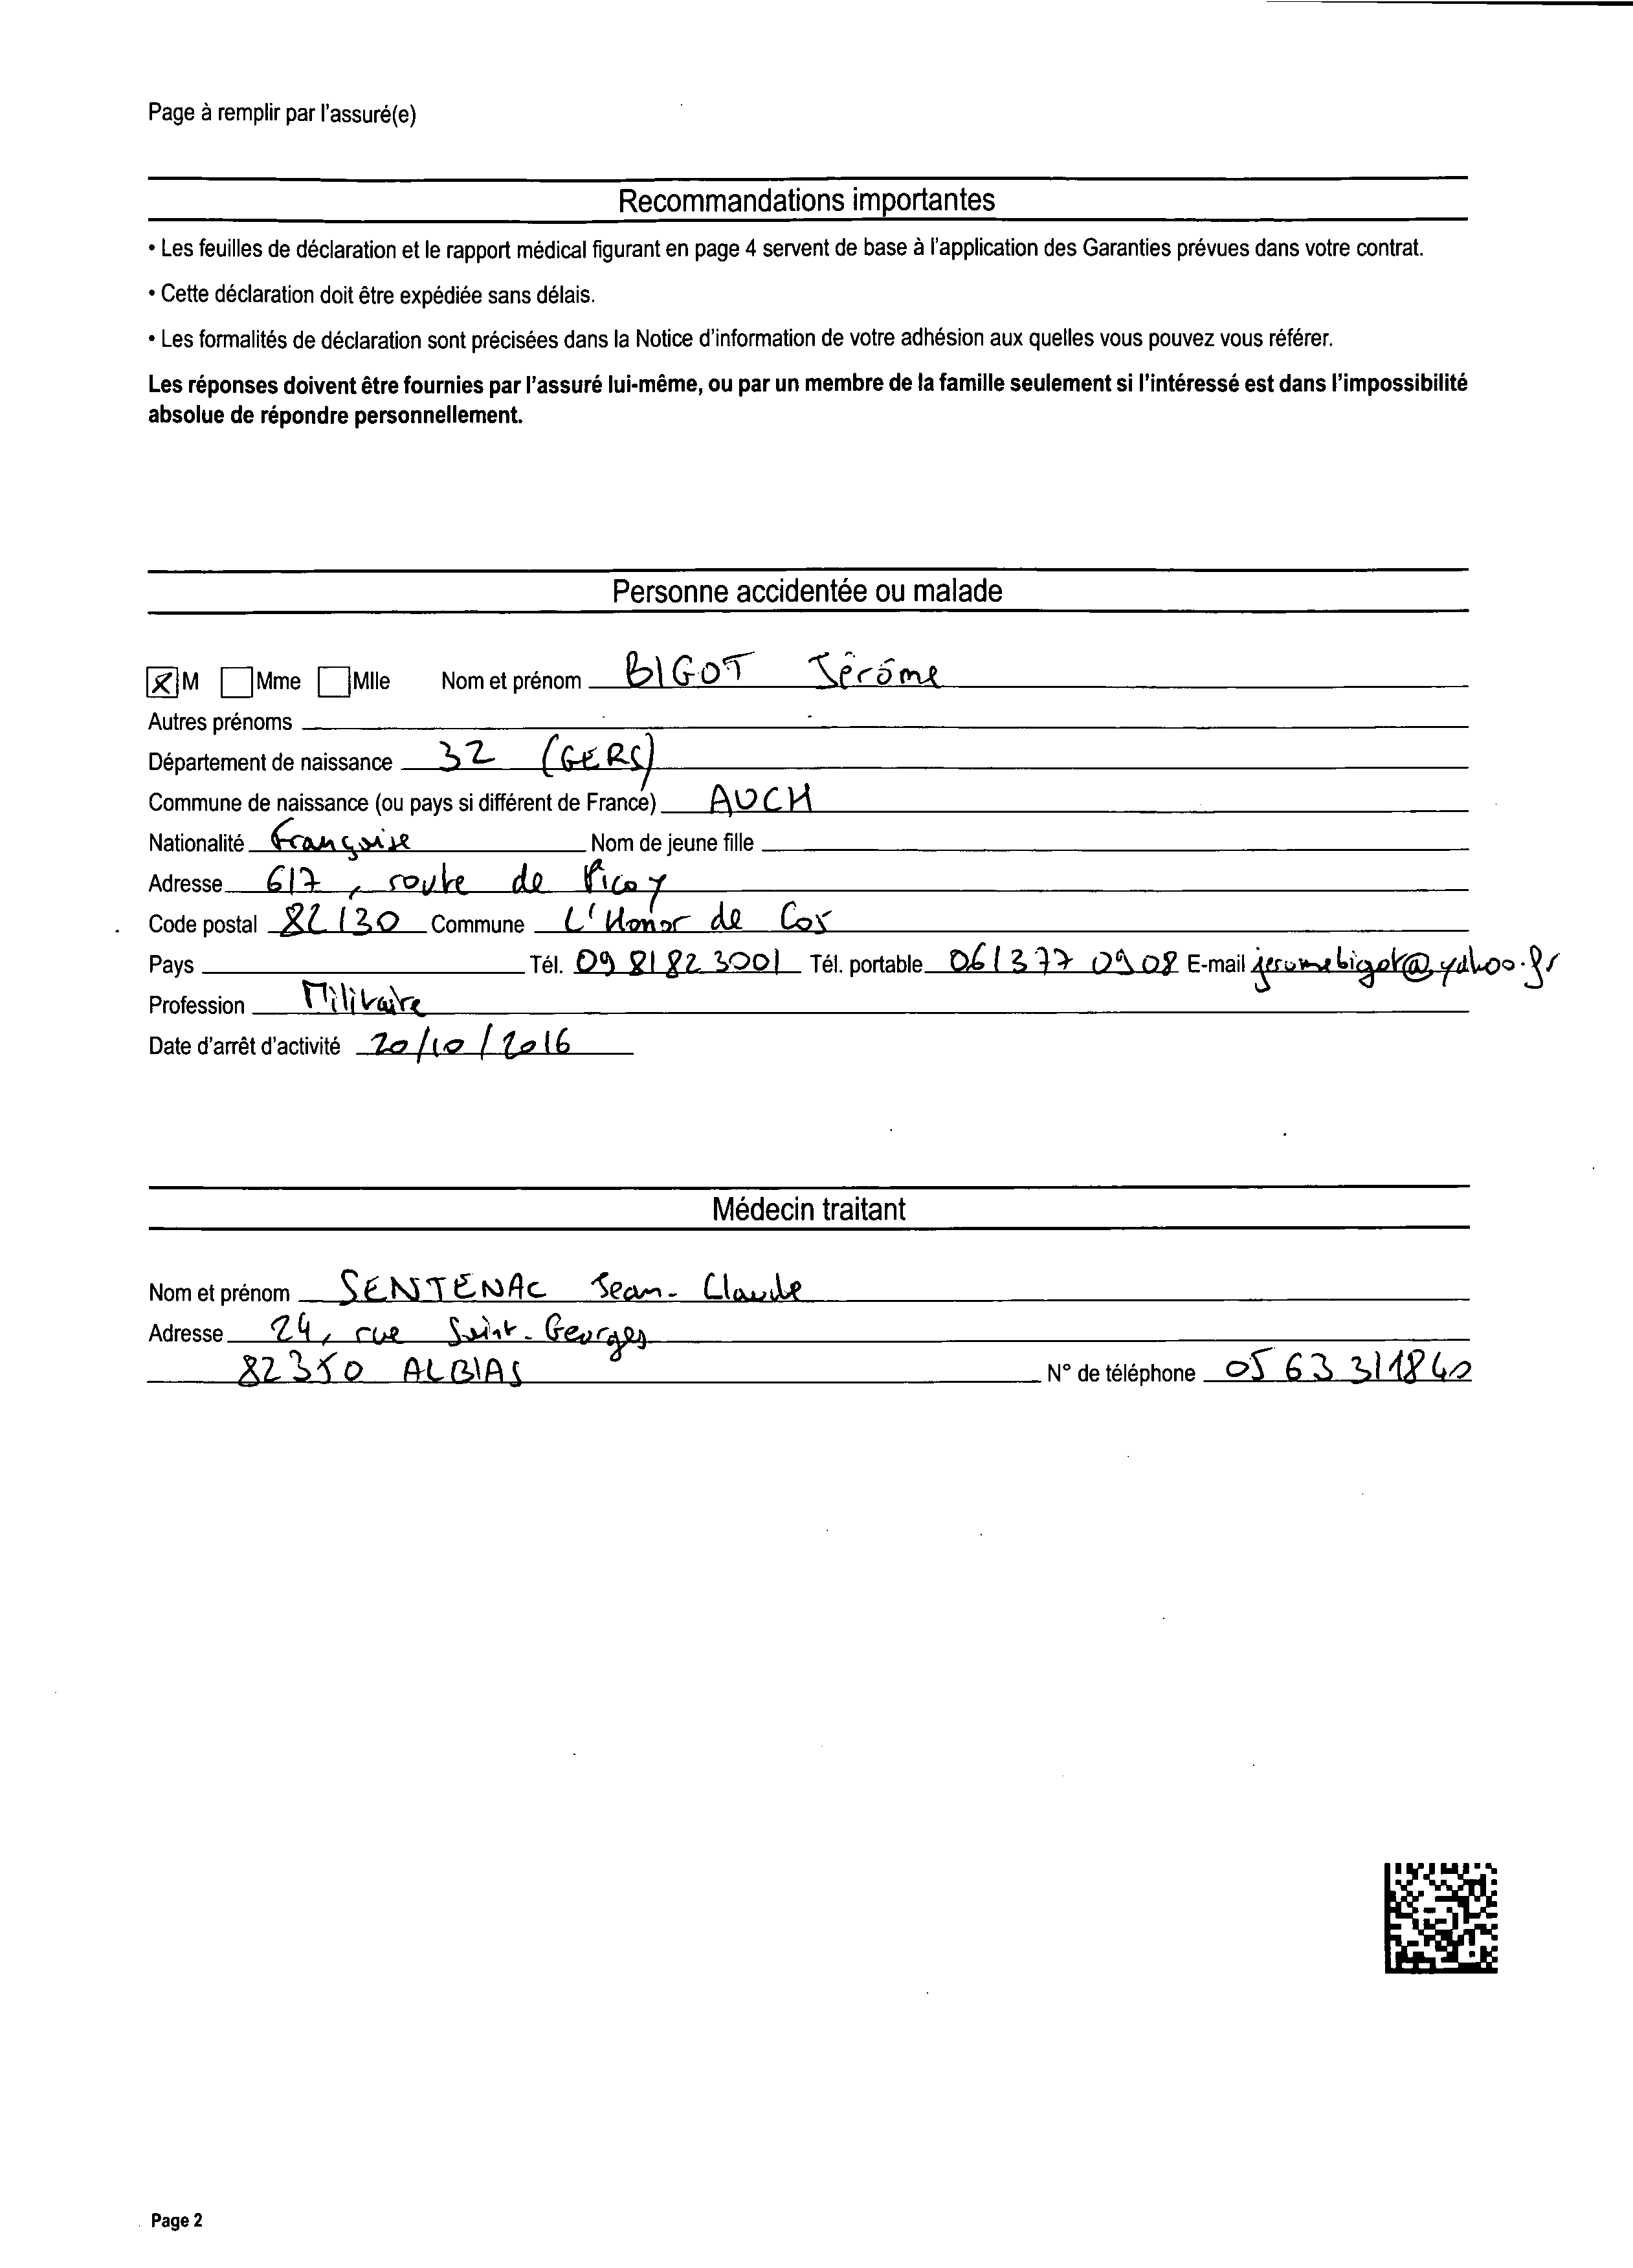 Page à remplir par l'assuré(e)
Recommandations importantes
• Les feuilles de déclaration et le rapport médical figurant en page 4 servent de base à l'application des Garanties prévues dans votre contrat.
• Cette déclaration doit être expédiée sans délais.
• Les formalités de déclaration sont précisées dans la Notice d'information de votre adhésion aux quelles vous pouvez vous référer.
Les réponses doivent être fournies par l'assuré lui-même, ou par un membre de la famille seulement si l'intéressé est dans l'impossibilité
absolue de répondre personnellement.
Personne accidentée ou malade
M Mme Mlle Nom et prénom BIGOT Jérôme
Autres prénoms
Département de naissance 32 (GERS)
Commune de naissance (ou pays si différent de France) AUCH
Nationalité Française Nom de jeune fille
Adresse 617, route de Picoy
Code postal 82130 Commune L'Honor de Cos
Pays Tél. 09 81 82 3001 Tél. portable 061377 0908 E-mail jeromebigot@yahoo.fr
Profession Militaire
Date d'arrêt d'activité 20/10/2016
Médecin traitant
Nom et prénom SENTENAC Jean-Claude
Adresse 24, rue Saint-Georges
82350 ALBIAS N° de téléphone 05 63 311840
Page 2